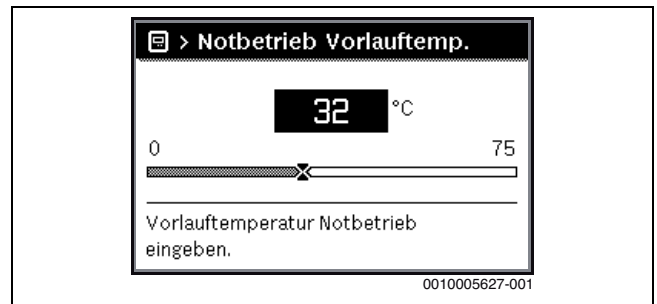 > Notbetrieb Vorlauftemp.
32 °C
0 75
Vorlauftemperatur Notbetrieb
eingeben.
0010005627-001